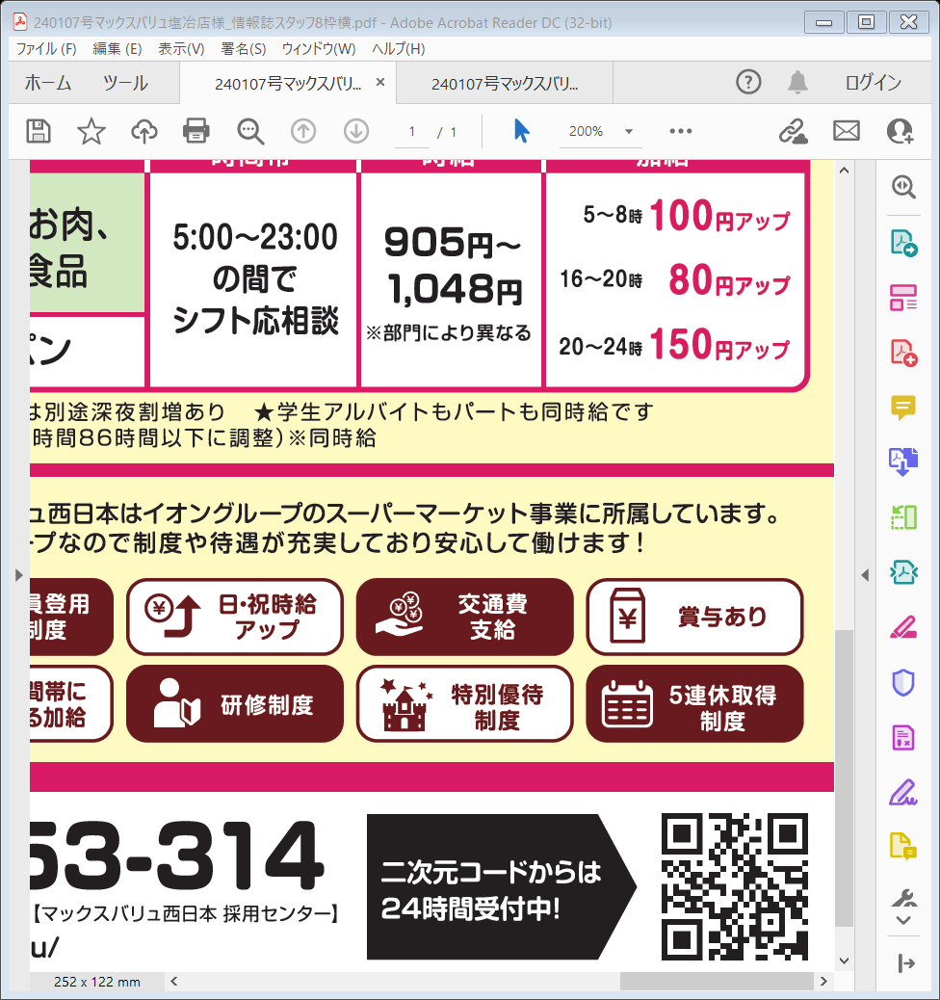 240107号マックスバリュ塩冶店様_情報誌スタッフ8枠横.pdf - Adobe Acrobat Reader DC (32-bit)
ファイル (F) 編集 (E) 表示(V) 署名(S) ウィンドウ(W) ヘルプ(H)
ホーム ツール 240107号マックスバリ... × 240107号マックスバリ... ログイン
1 / 1 200%
時間帯 時給 加給
お肉、
食品
パン
5:00〜23:00
の間で
シフト応相談
905円〜
1,048円
※部門により異なる
5〜8時 100円アップ
16〜20時 80円アップ
20〜24時 150円アップ
は別途深夜割増あり ★学生アルバイトもパートも同時給です
時間86時間以下に調整)※同時給
ュ西日本はイオングループのスーパーマーケット事業に所属しています。
ープなので制度や待遇が充実しており安心して働けます!
員登用
制度
日・祝時給
アップ
交通費
支給
賞与あり
間帯に
る加給
研修制度
特別優待
制度
5連休取得
制度
53-314
【マックスバリュ西日本 採用センター】
u/
二次元コードからは
24時間受付中!
252 x 122 mm